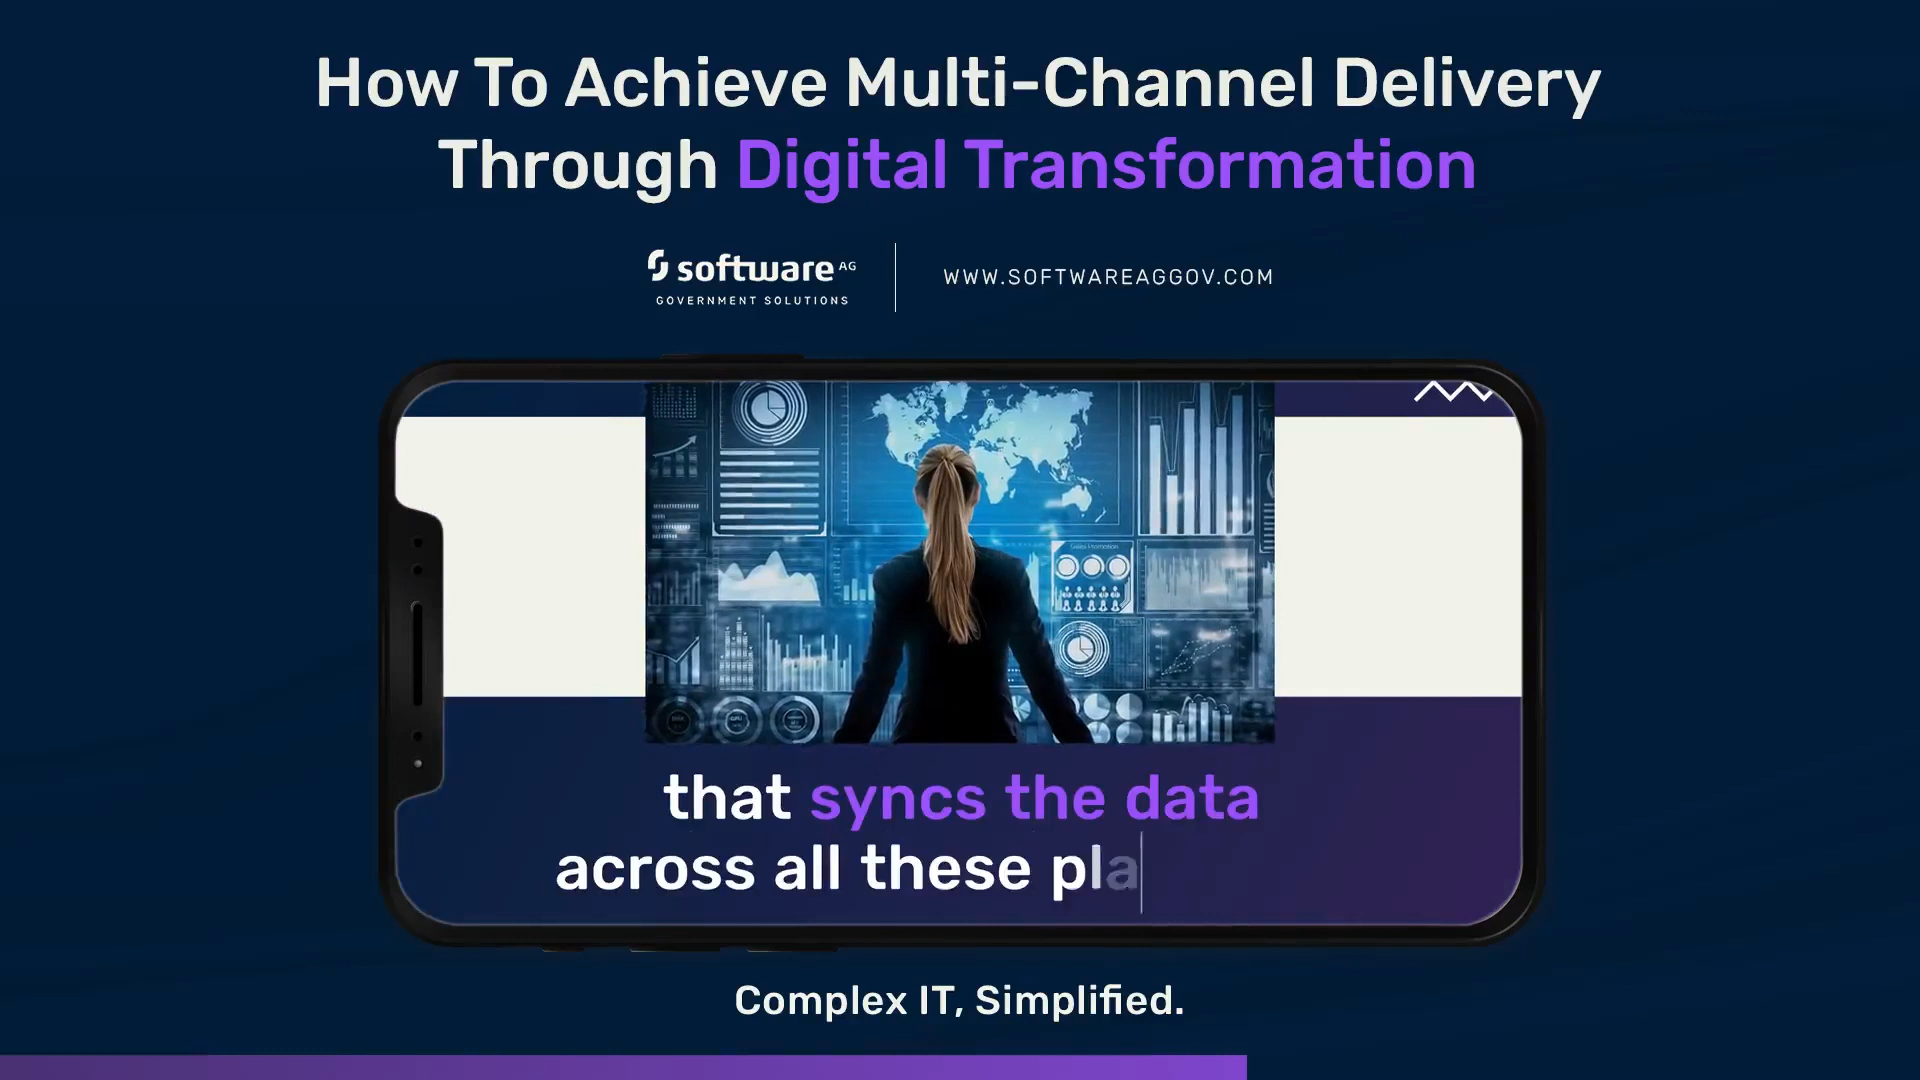 How To Achieve Multi-Channel Delivery
Through Digital Transformation
software AG
GOVERNMENT SOLUTIONS
WWW.SOFTWAREAGGOV.COM
that syncs the data
across all these pla
Complex IT, Simplified.